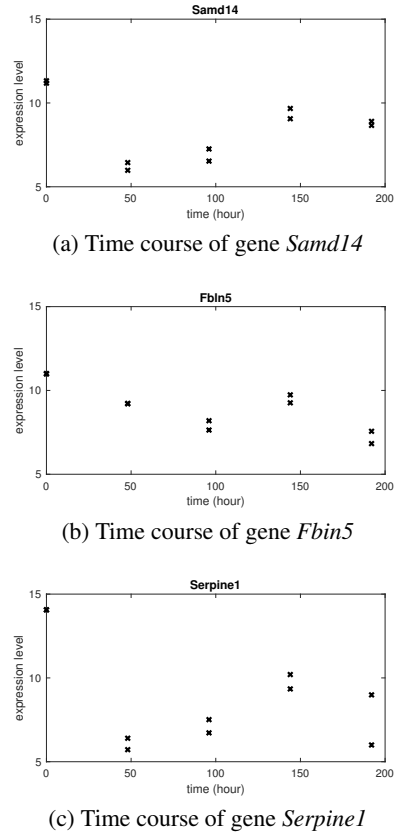 Samd14
15
10
5
expression level
0 50 100 150 200
time (hour)
(a) Time course of gene Samd14
Fbln5
15
10
5
expression level
0 50 100 150 200
time (hour)
(b) Time course of gene Fbin5
Serpine1
15
10
5
expression level
0 50 100 150 200
time (hour)
(c) Time course of gene Serpine1